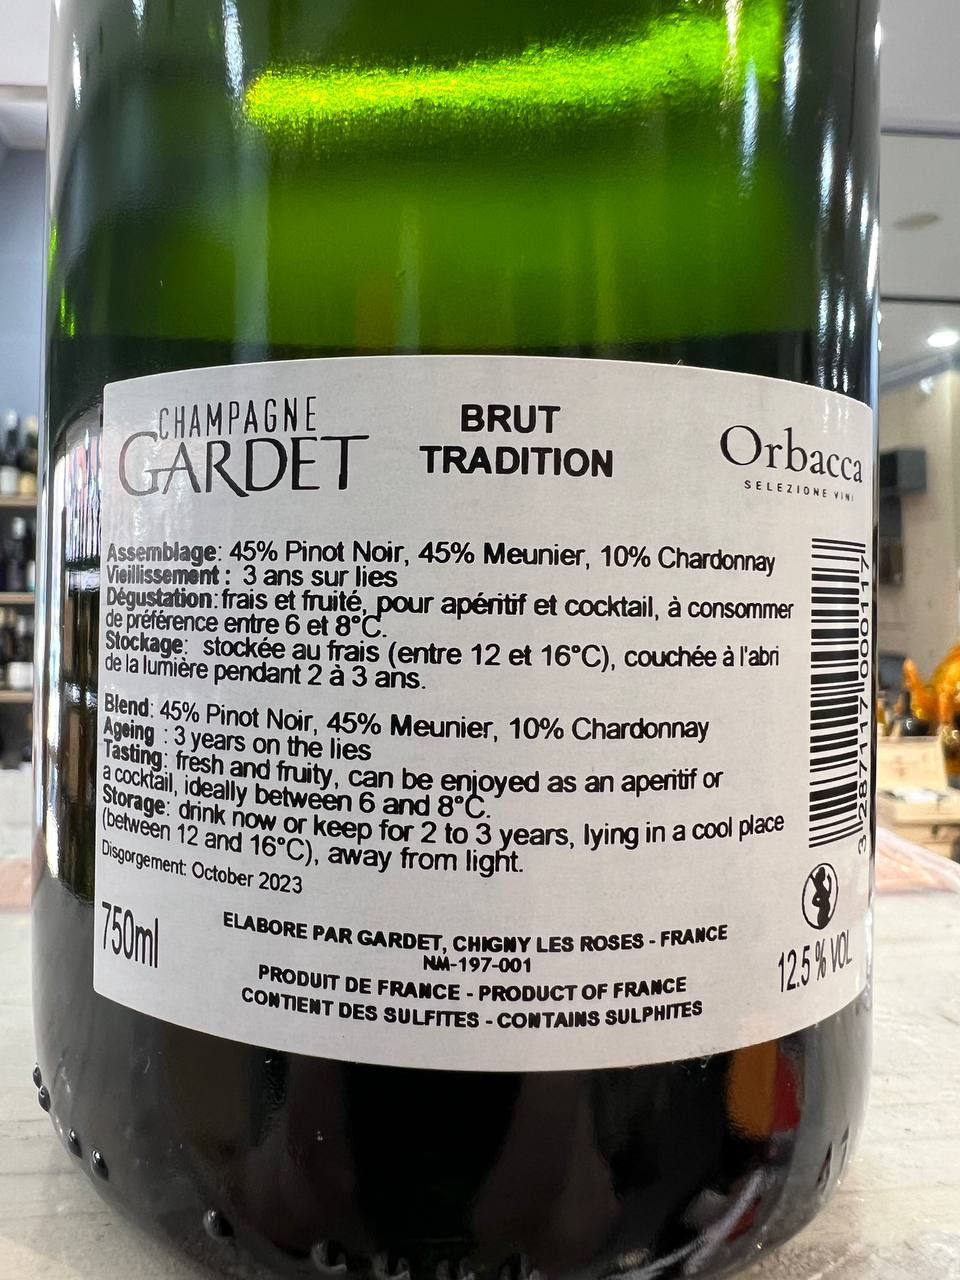 CHAMPAGNE
GARDET
BRUT
TRADITION
Orbacca
SELEZIONE VINI
Assemblage: 45% Pinot Noir, 45% Meunier, 10% Chardonnay
Vieillissement : 3 ans sur lies
Dégustation: frais et fruité, pour apéritif et cocktail, à consommer
de préférence entre 6 et 8°C.
Stockage: stockée au frais (entre 12 et 16°C), couchée à l'abri
de la lumière pendant 2 à 3 ans.
Blend: 45% Pinot Noir, 45% Meunier, 10% Chardonnay
Ageing : 3 years on the lies
Tasting: fresh and fruity, can be enjoyed as an aperitif or
a cocktail, ideally between 6 and 8°C.
Storage: drink now or keep for 2 to 3 years, lying in a cool place
(between 12 and 16°C), away from light.
Disgorgement: October 2023
3 287117 000117
750ml
ELABORE PAR GARDET, CHIGNY LES ROSES - FRANCE
NM-197-001
PRODUIT DE FRANCE - PRODUCT OF FRANCE
CONTIENT DES SULFITES - CONTAINS SULPHITES
12.5 % VOL